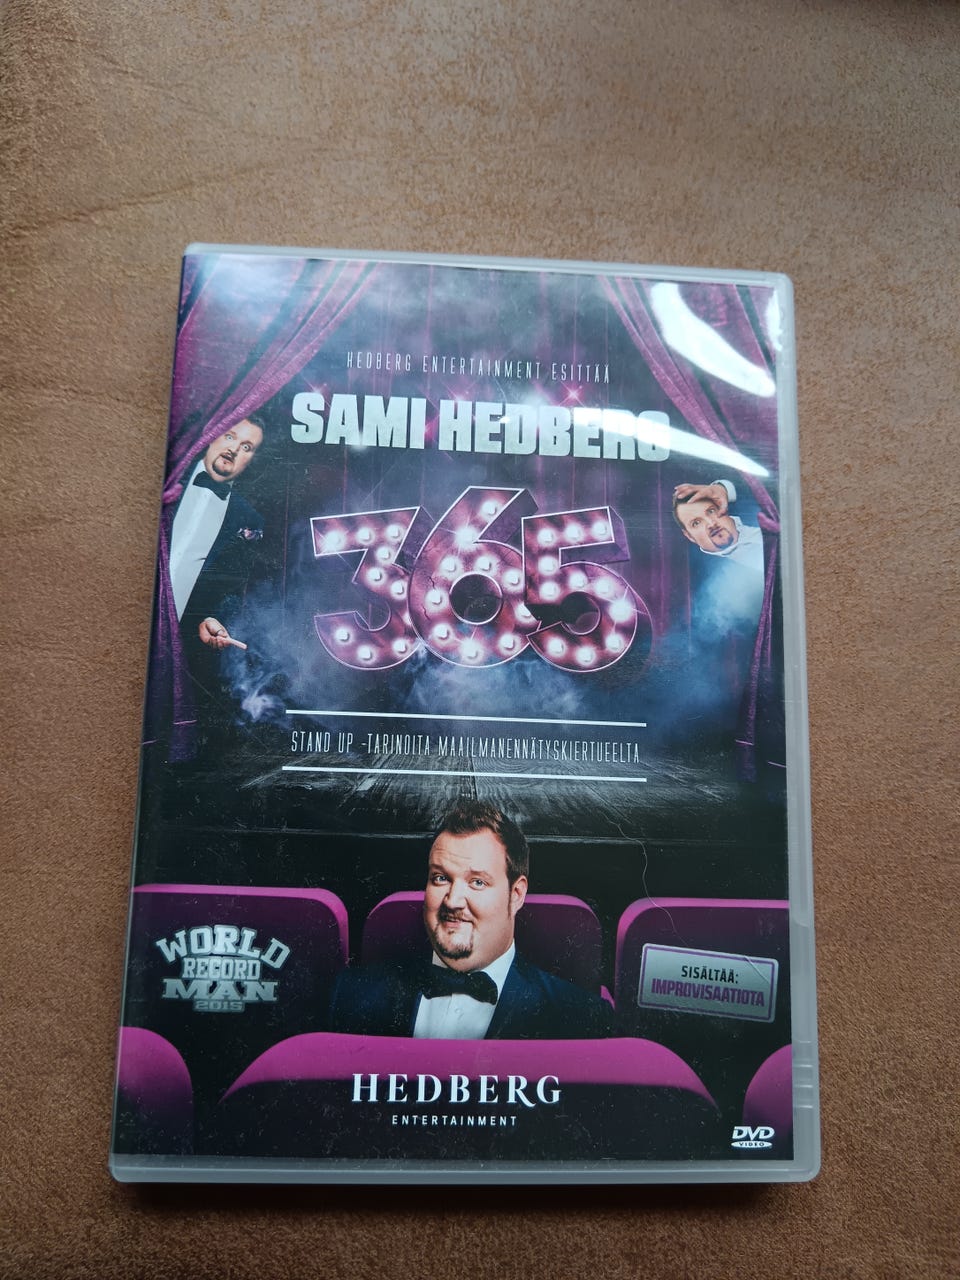 HEDBERG ENTERTAINMENT ESITTÄÄ
SAMI HEDBERG
365
STAND UP -TARINOITA MAAILMANENNÄTYSKIERTUEELTA
WORLD
RECORD
MAN
2015
SISÄLTÄÄ:
IMPROVISAATIOTA
HEDBERG
ENTERTAINMENT
DVD
VIDEO